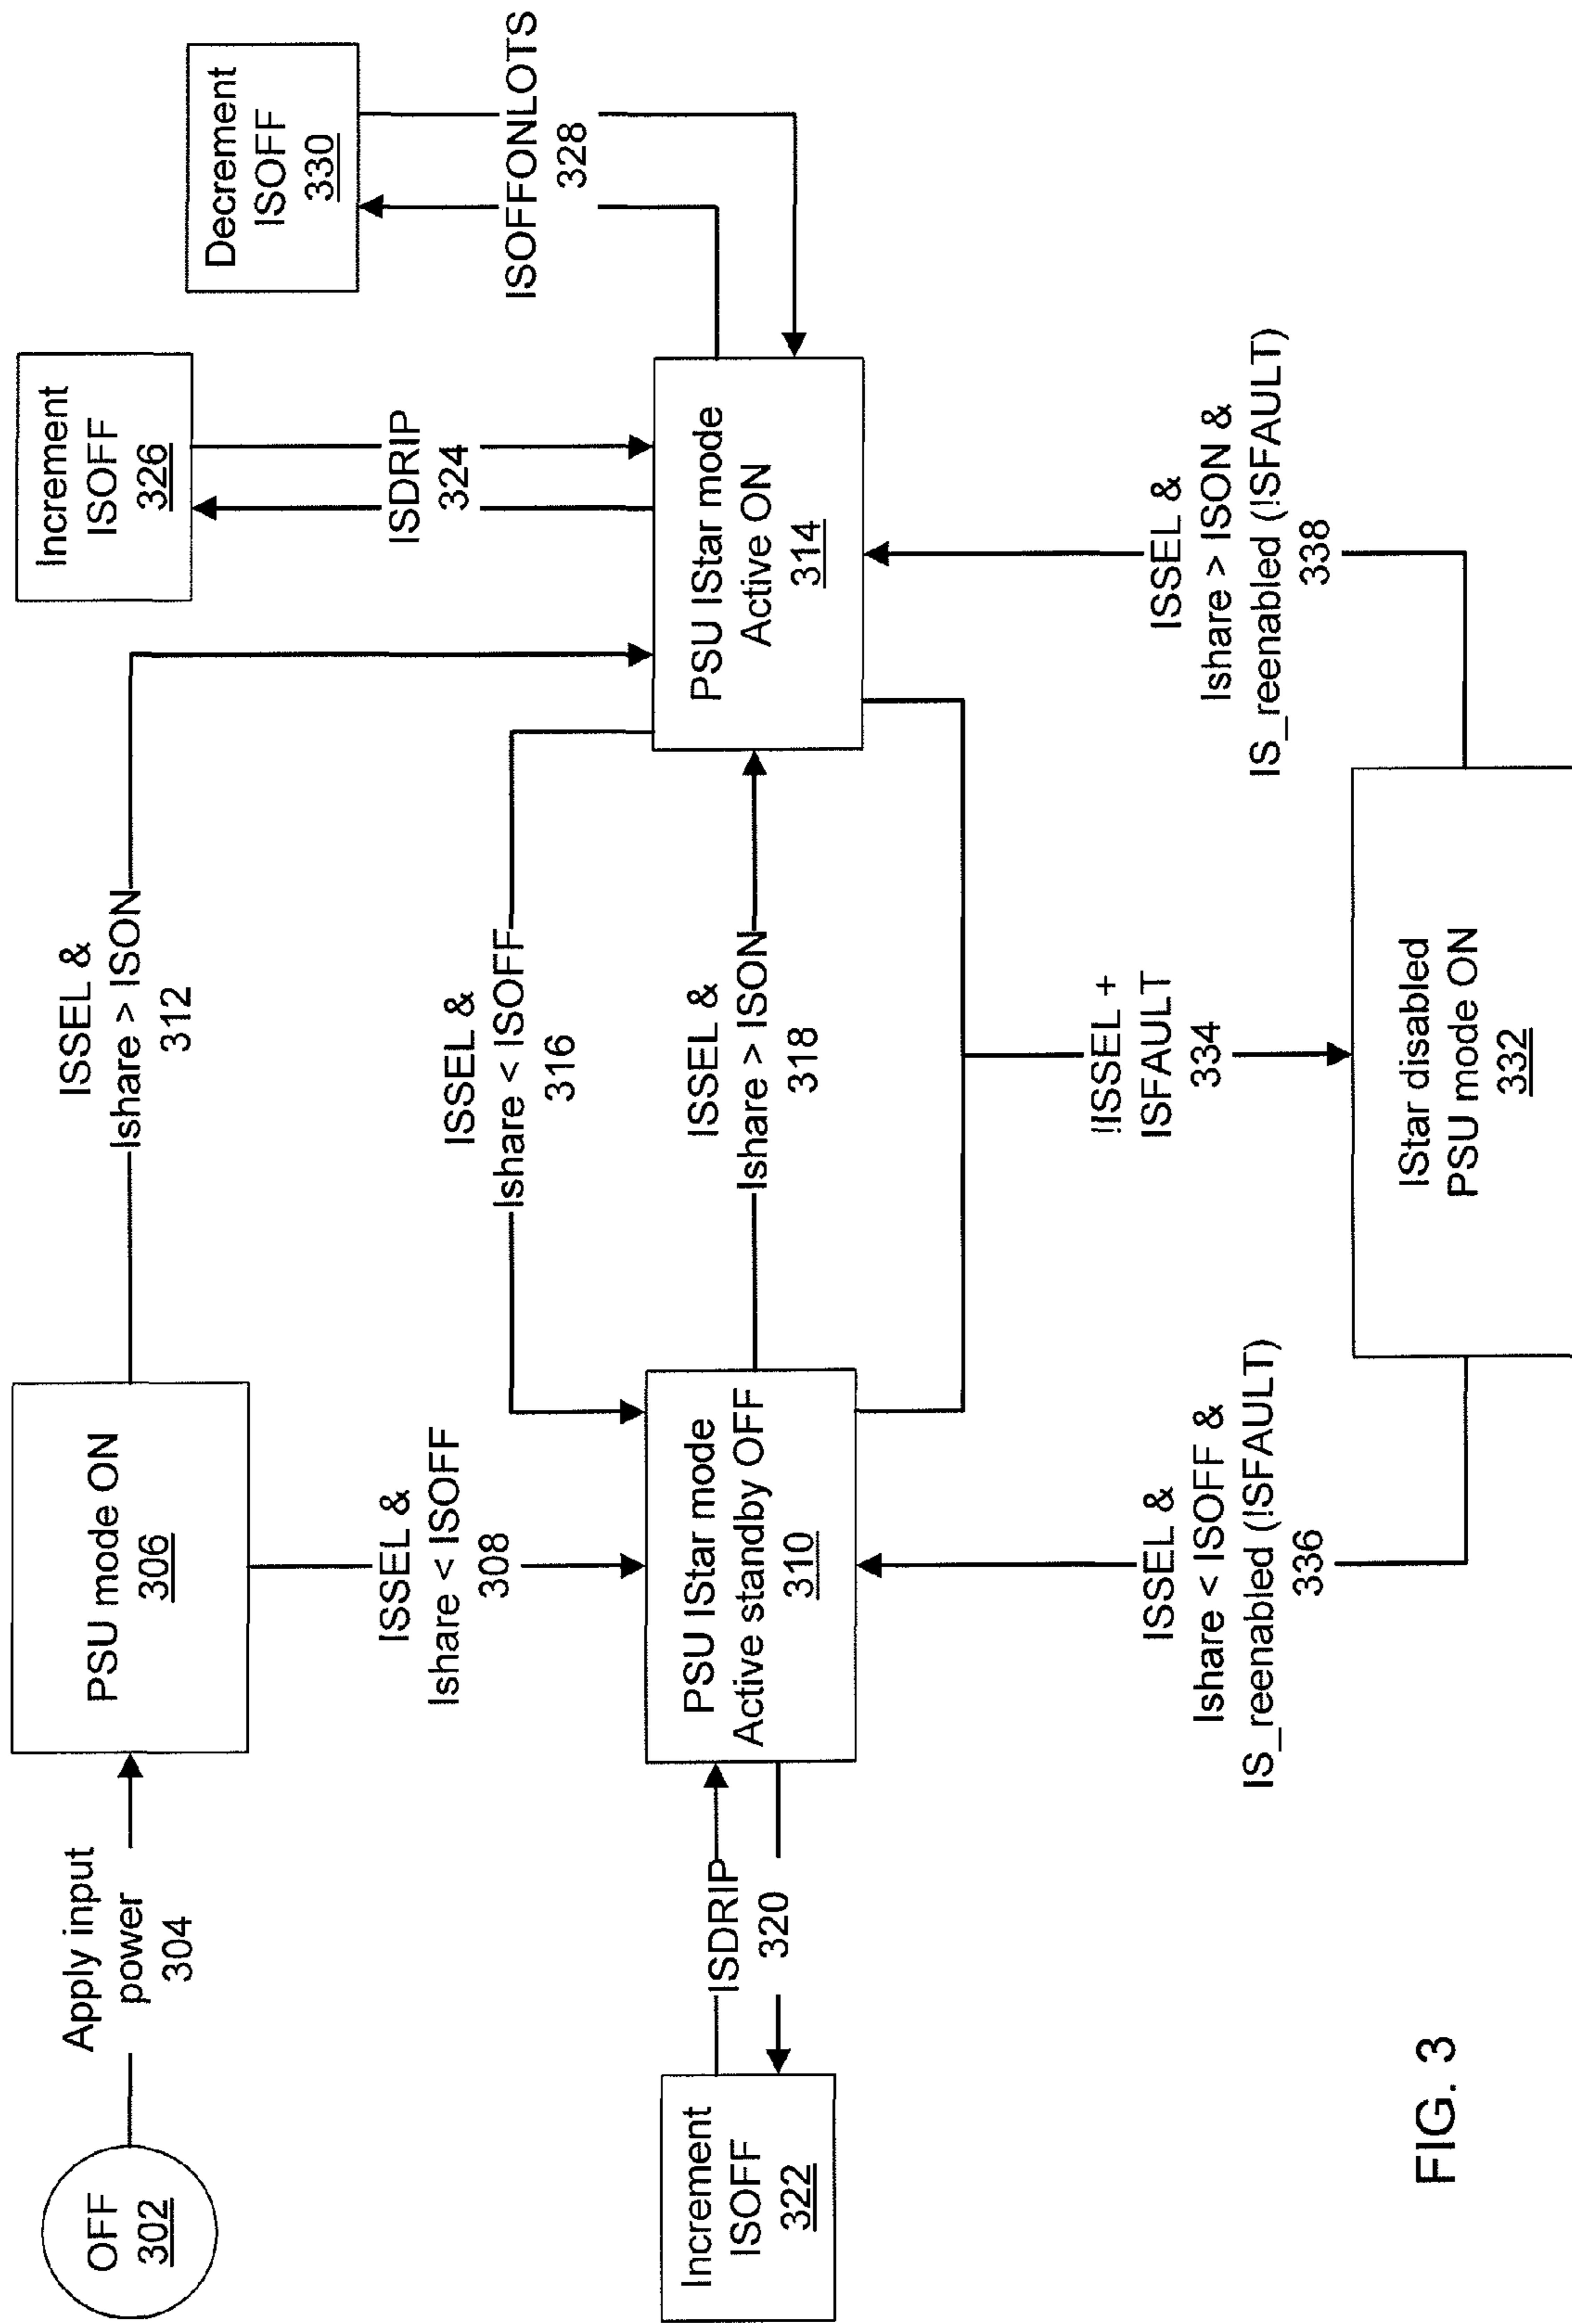 OFF
302
Apply input
power
304
PSU mode ON
306
ISSEL &
Ishare > ISON
312
Increment
ISOFF
326
Decrement
ISOFF
330
ISSEL &
Ishare < ISOFF
308
ISSEL &
Ishare < ISOFF
316
ISDRIP
324
ISOFFONLOTS
328
Increment
ISOFF
322
ISDRIP
320
PSU IStar mode
Active standby OFF
310
ISSEL &
Ishare > ISON
318
PSU IStar mode
Active ON
314
ISSEL &
Ishare < ISOFF &
IS_reenabled (!ISFAULT)
336
!ISSEL +
ISFAULT
334
ISSEL &
Ishare > ISON &
IS_reenabled (!ISFAULT)
338
IStar disabled
PSU mode ON
332
FIG. 3